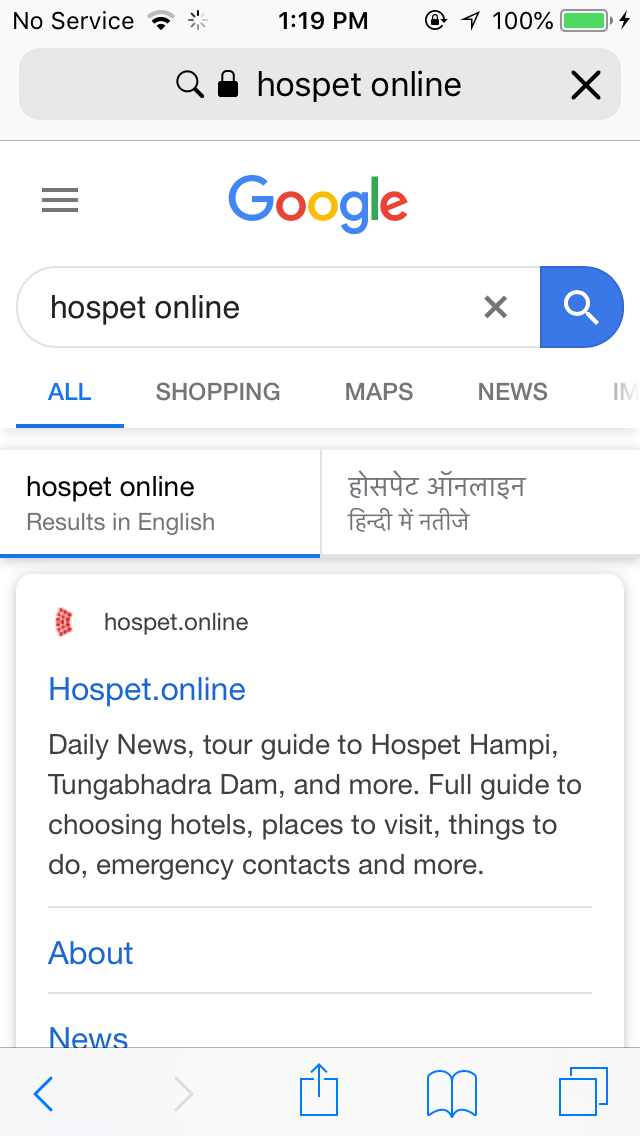 No Service 1:19 PM 100%
hospet online
Google
hospet online
ALL SHOPPING MAPS NEWS IM
hospet online
Results in English
होसपेट ऑनलाइन
हिन्दी में नतीजे
hospet.online
Hospet.online
Daily News, tour guide to Hospet Hampi,
Tungabhadra Dam, and more. Full guide to
choosing hotels, places to visit, things to
do, emergency contacts and more.
About
News